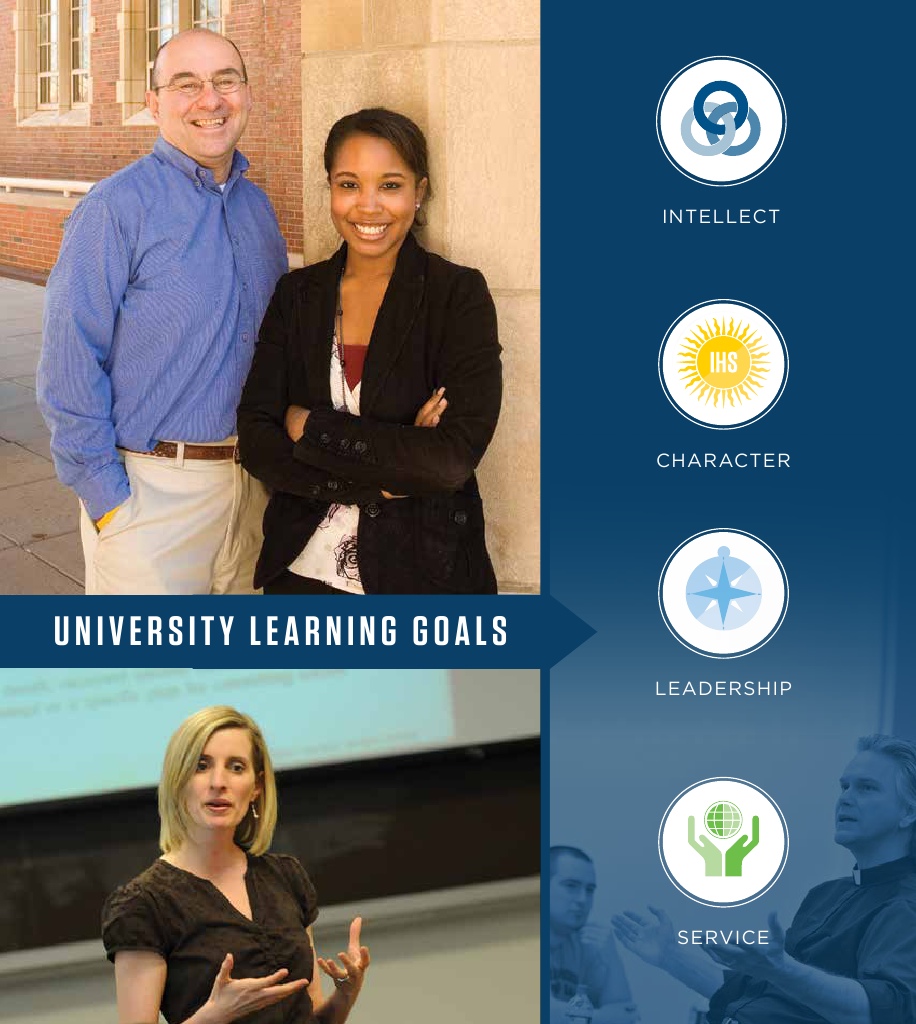 INTELLECT
IHS
CHARACTER
UNIVERSITY LEARNING GOALS
LEADERSHIP
SERVICE